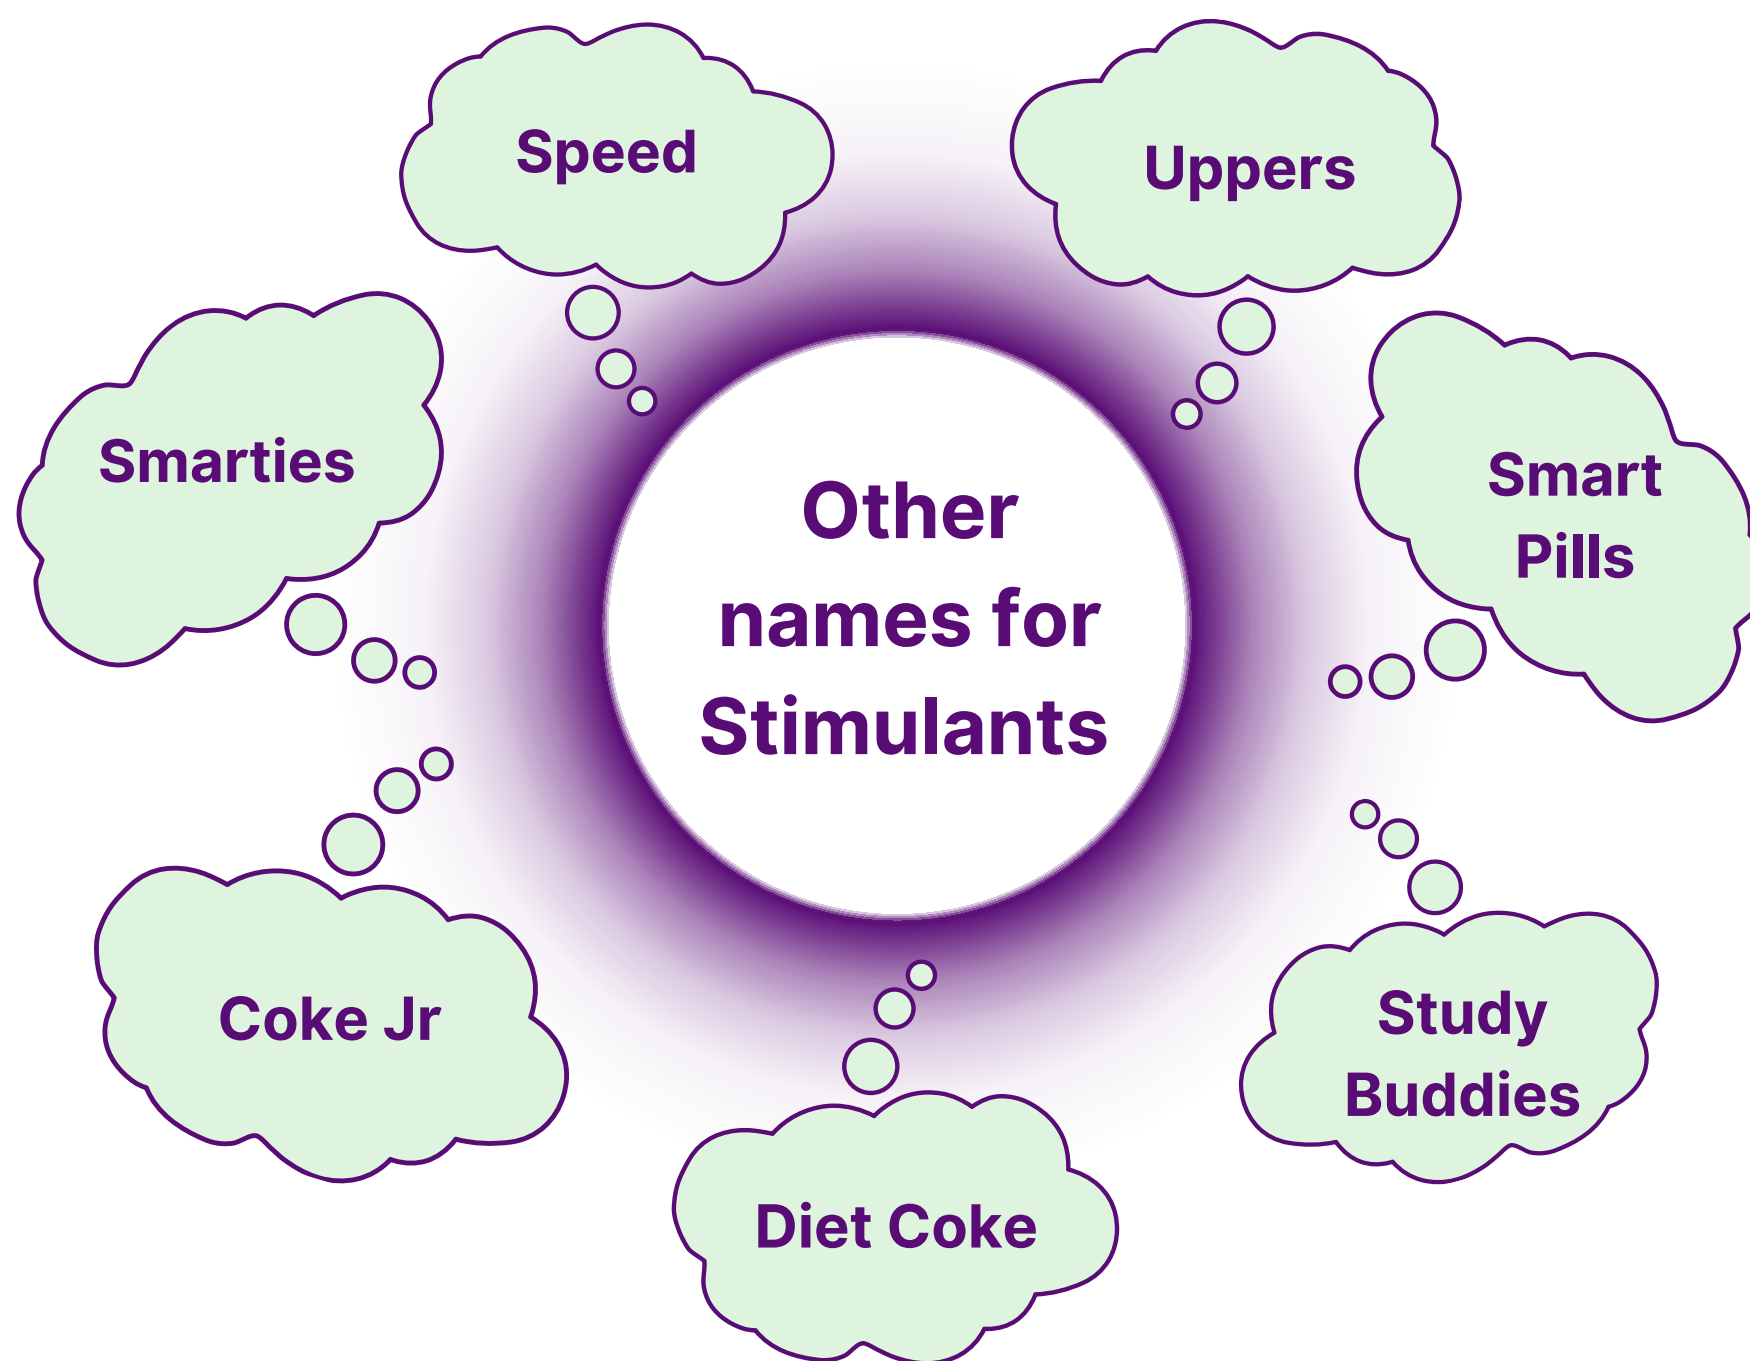 Speed
Uppers
Smarties
Smart
Pills
Other
names for
Stimulants
Coke Jr
Study
Buddies
Diet Coke